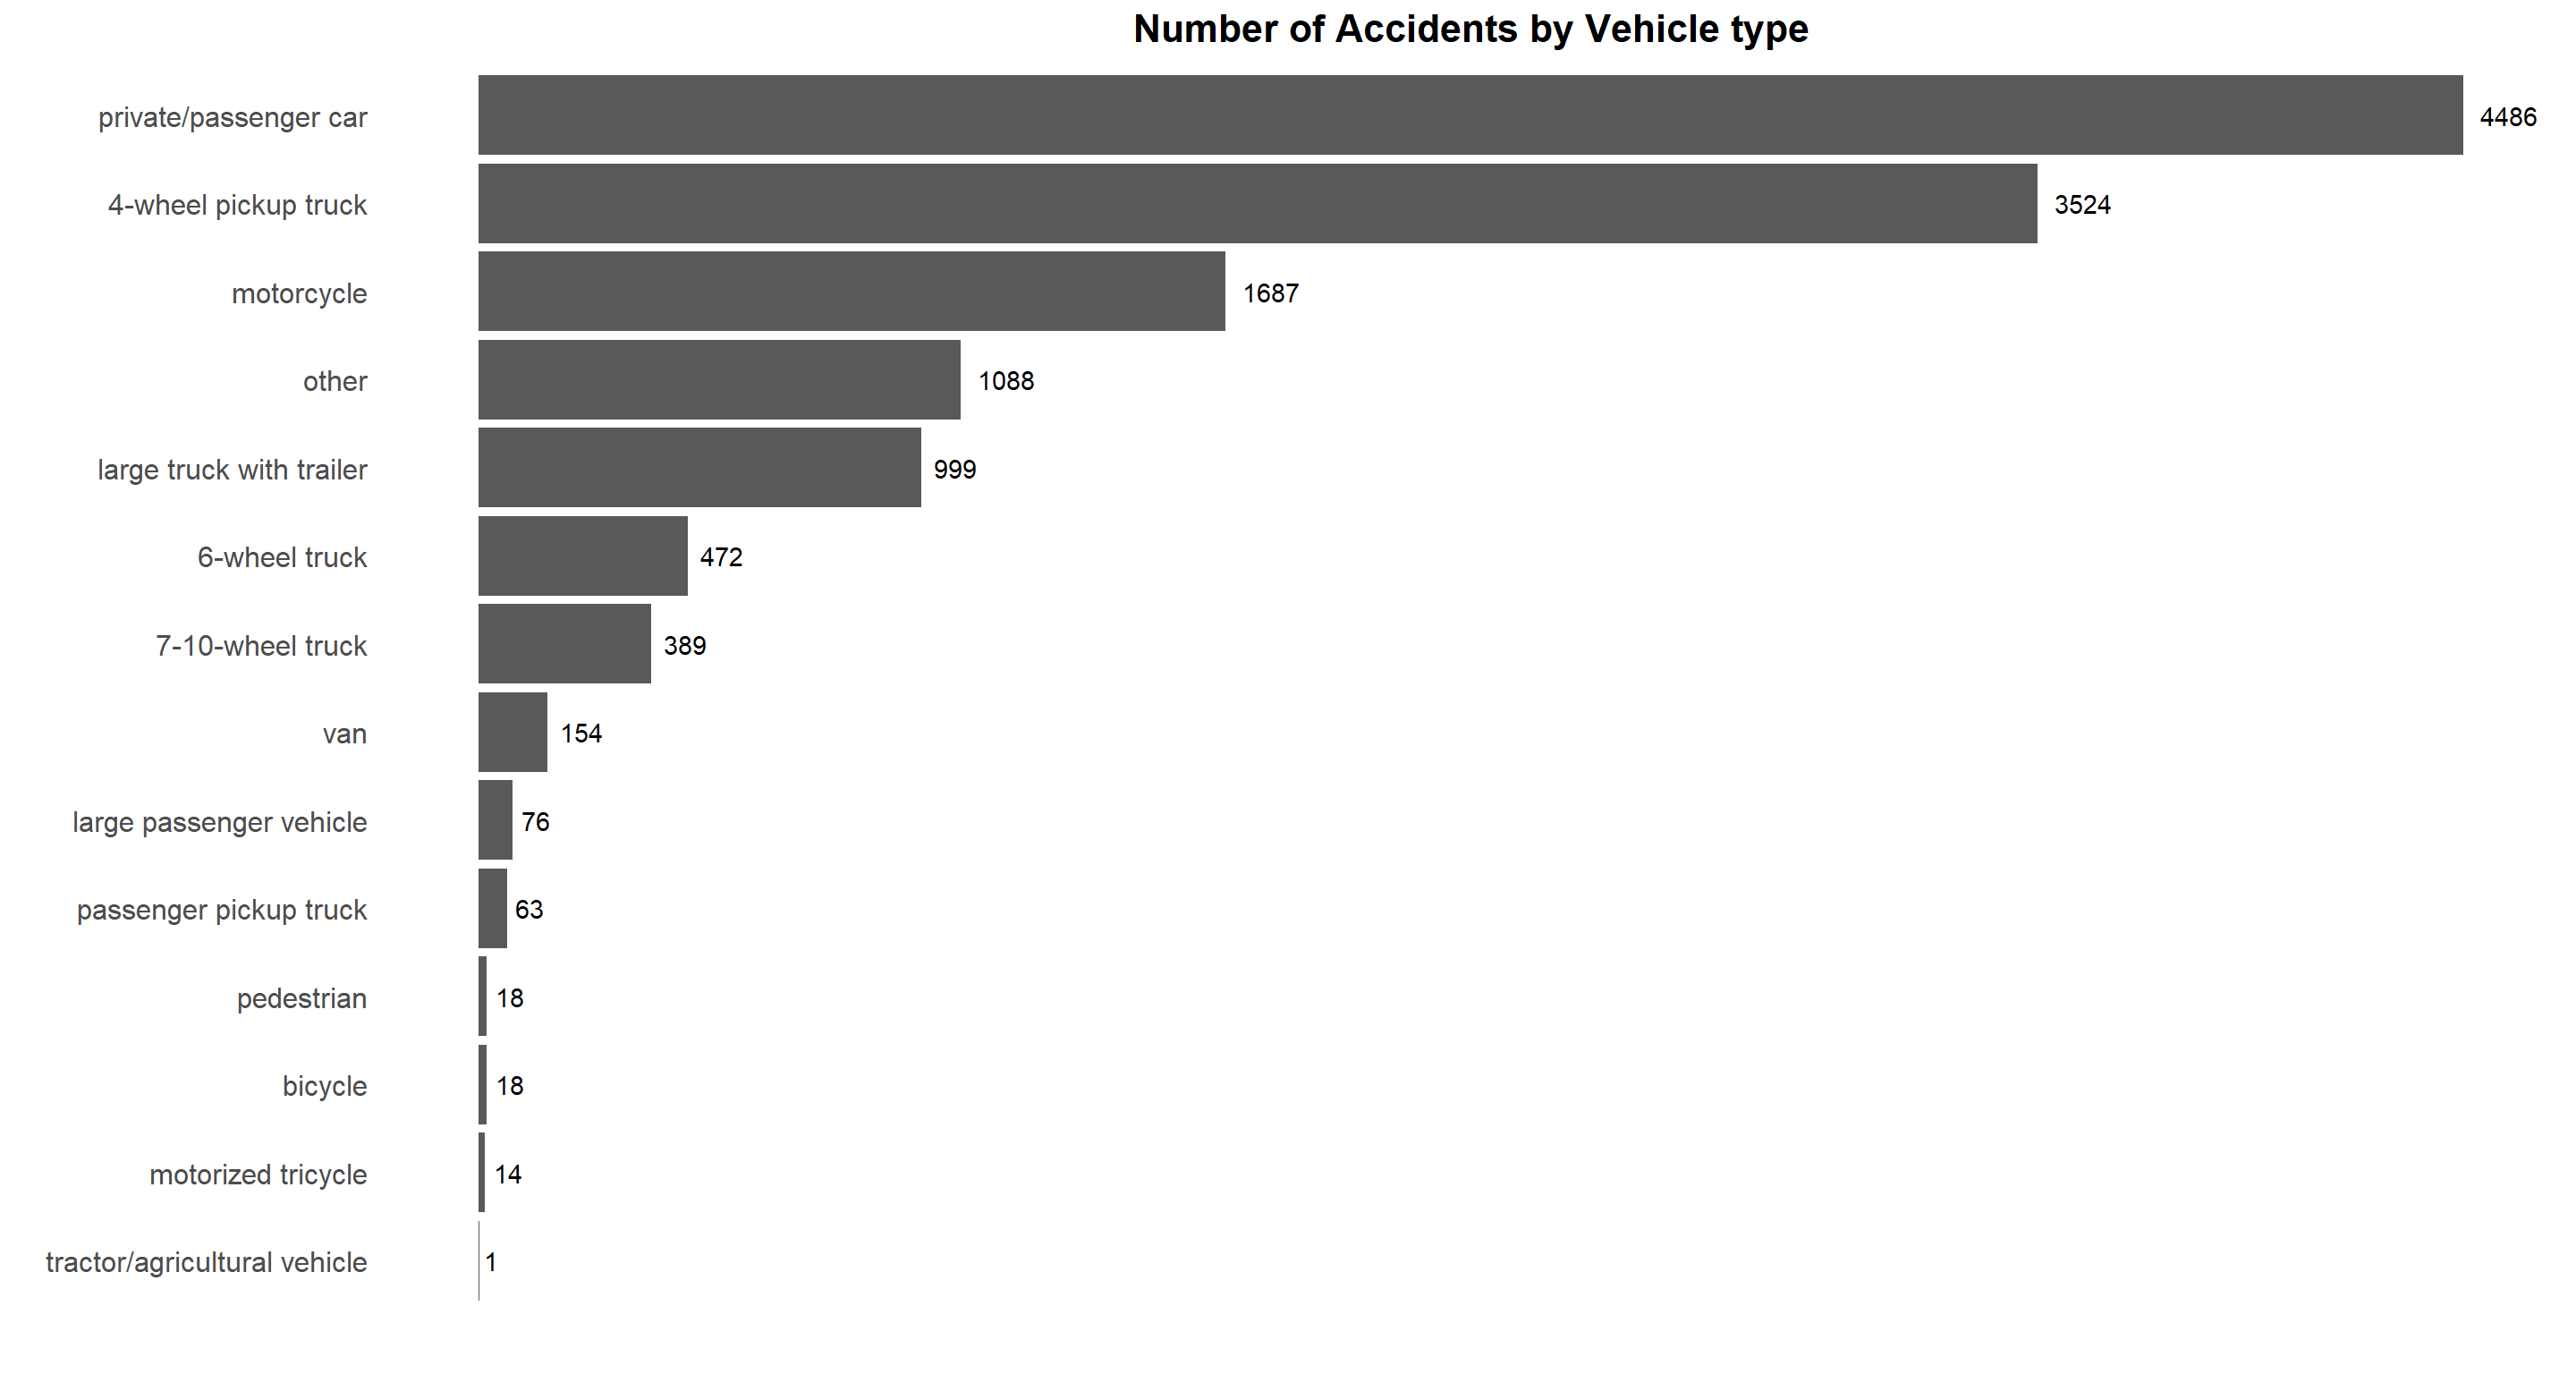 Number of Accidents by Vehicle type
private/passenger car 4486
4-wheel pickup truck 3524
motorcycle 1687
other 1088
large truck with trailer 999
6-wheel truck 472
7-10-wheel truck 389
van 154
large passenger vehicle 76
passenger pickup truck 63
pedestrian 18
bicycle 18
motorized tricycle 14
tractor/agricultural vehicle 1